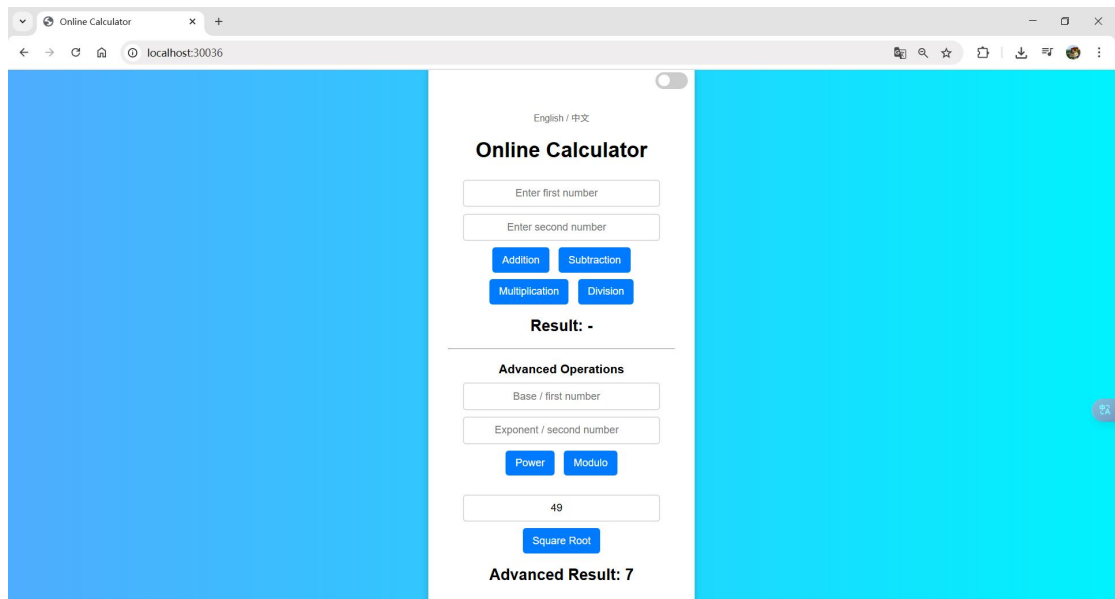 Online Calculator
localhost:30036
English / 中文
Online Calculator
Enter first number
Enter second number
Addition Subtraction
Multiplication Division
Result: -
Advanced Operations
Base / first number
Exponent / second number
Power Modulo
49
Square Root
Advanced Result: 7